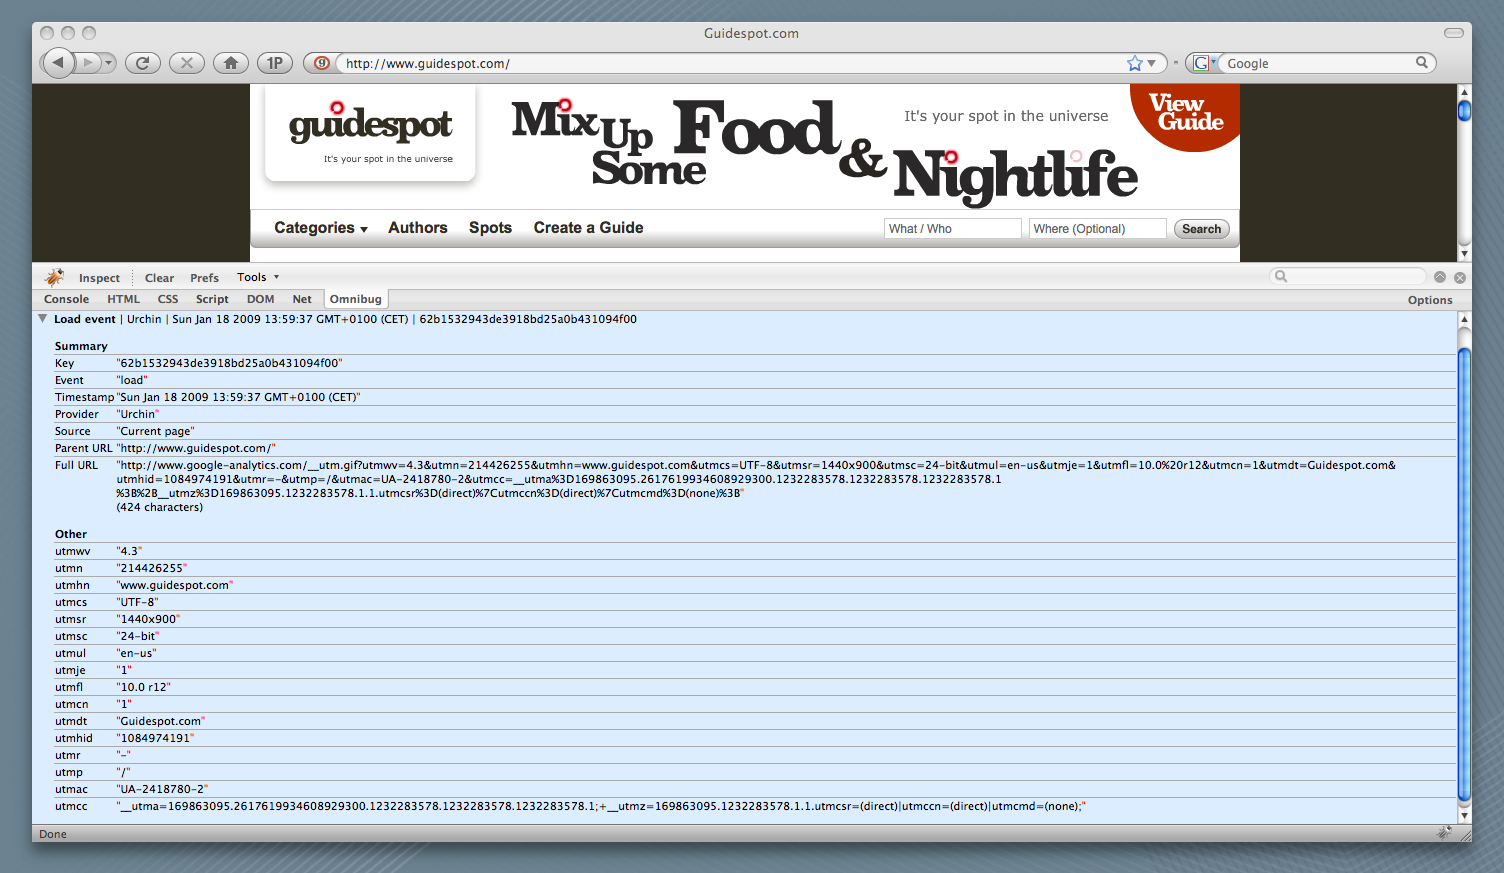 Guidespot.com
1P
g http://www.guidespot.com/
G Google
guidespot
It's your spot in the universe
Mix Up Some Food & Nightlife
It's your spot in the universe
View Guide
Categories Authors Spots Create a Guide What / Who Where (Optional) Search
Inspect Clear Prefs Tools
Console HTML CSS Script DOM Net Omnibug Options
Load event | Urchin | Sun Jan 18 2009 13:59:37 GMT+0100 (CET) | 62b1532943de3918bd25a0b431094f00
Summary
Key "62b1532943de3918bd25a0b431094f00"
Event "load"
Timestamp "Sun Jan 18 2009 13:59:37 GMT+0100 (CET)"
Provider "Urchin"
Source "Current page"
Parent URL "http://www.guidespot.com/"
Full URL "http://www.google-analytics.com/__utm.gif?utmwv=4.3&utmn=214426255&utmhn=www.guidespot.com&utmcs=UTF-8&utmsr=1440x900&utmsc=24-bit&utmul=en-us&utmje=1&utmfl=10.0%20r12&utmcn=1&utmdt=Guidespot.com&
utmhid=1084974191&utmr=-&utmp=/&utmac=UA-2418780-2&utmcc=__utma%3D169863095.2617619934608929300.1232283578.1232283578.1232283578.1
%3B%2B__utmz%3D169863095.1232283578.1.1.utmcsr%3D(direct)%7Cutmccn%3D(direct)%7Cutmcmd%3D(none)%3B"
(424 characters)
Other
utmwv "4.3"
utmn "214426255"
utmhn "www.guidespot.com"
utmcs "UTF-8"
utmsr "1440x900"
utmsc "24-bit"
utmul "en-us"
utmje "1"
utmfl "10.0 r12"
utmcn "1"
utmdt "Guidespot.com"
utmhid "1084974191"
utmr "-"
utmp "/"
utmac "UA-2418780-2"
utmcc "__utma=169863095.2617619934608929300.1232283578.1232283578.1232283578.1;+__utmz=169863095.1232283578.1.1.utmcsr=(direct)|utmccn=(direct)|utmcmd=(none);"
Done